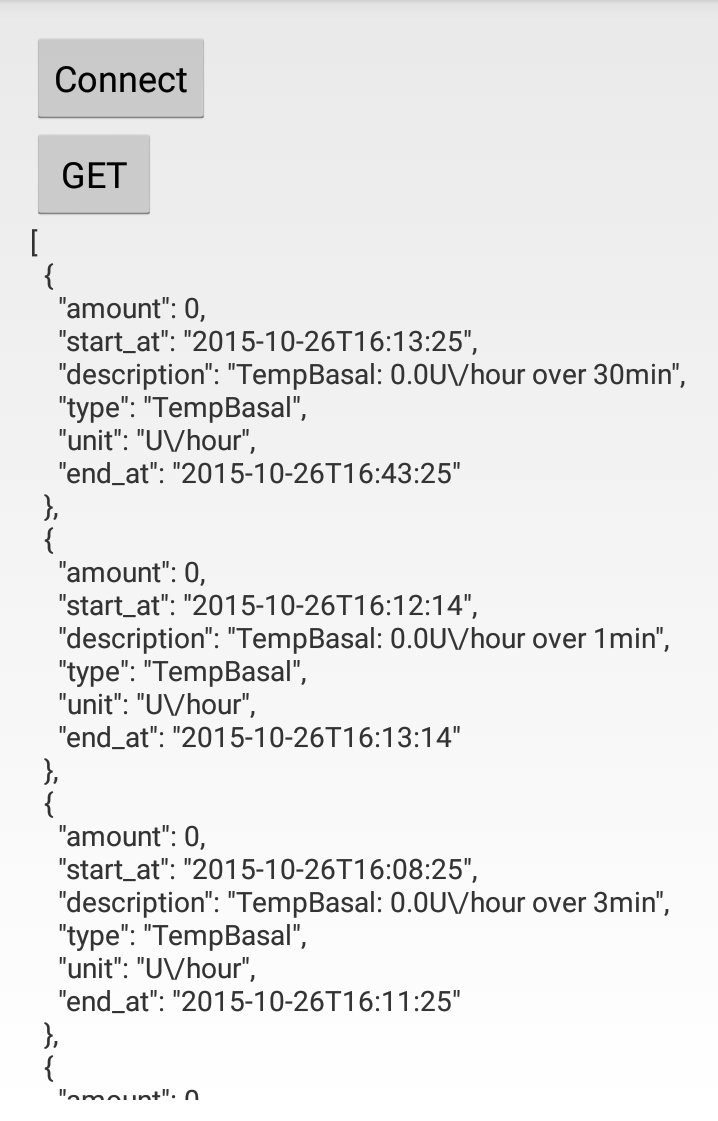 Connect
GET
[
{
"amount": 0,
"start_at": "2015-10-26T16:13:25",
"description": "TempBasal: 0.0U\/hour over 30min",
"type": "TempBasal",
"unit": "U\/hour",
"end_at": "2015-10-26T16:43:25"
},
{
"amount": 0,
"start_at": "2015-10-26T16:12:14",
"description": "TempBasal: 0.0U\/hour over 1min",
"type": "TempBasal",
"unit": "U\/hour",
"end_at": "2015-10-26T16:13:14"
},
{
"amount": 0,
"start_at": "2015-10-26T16:08:25",
"description": "TempBasal: 0.0U\/hour over 3min",
"type": "TempBasal",
"unit": "U\/hour",
"end_at": "2015-10-26T16:11:25"
},
{
"amount": 0